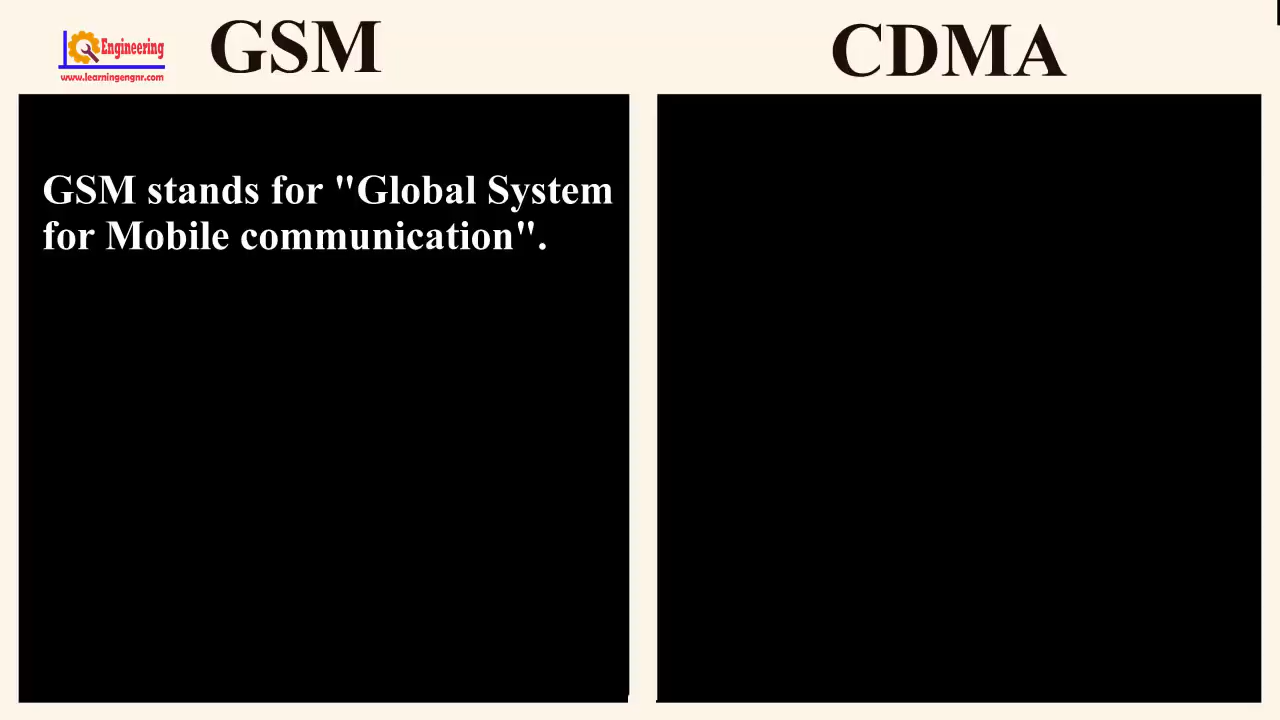 Engineering
www.learningengnr.com
GSM
CDMA
GSM stands for "Global System
for Mobile communication".